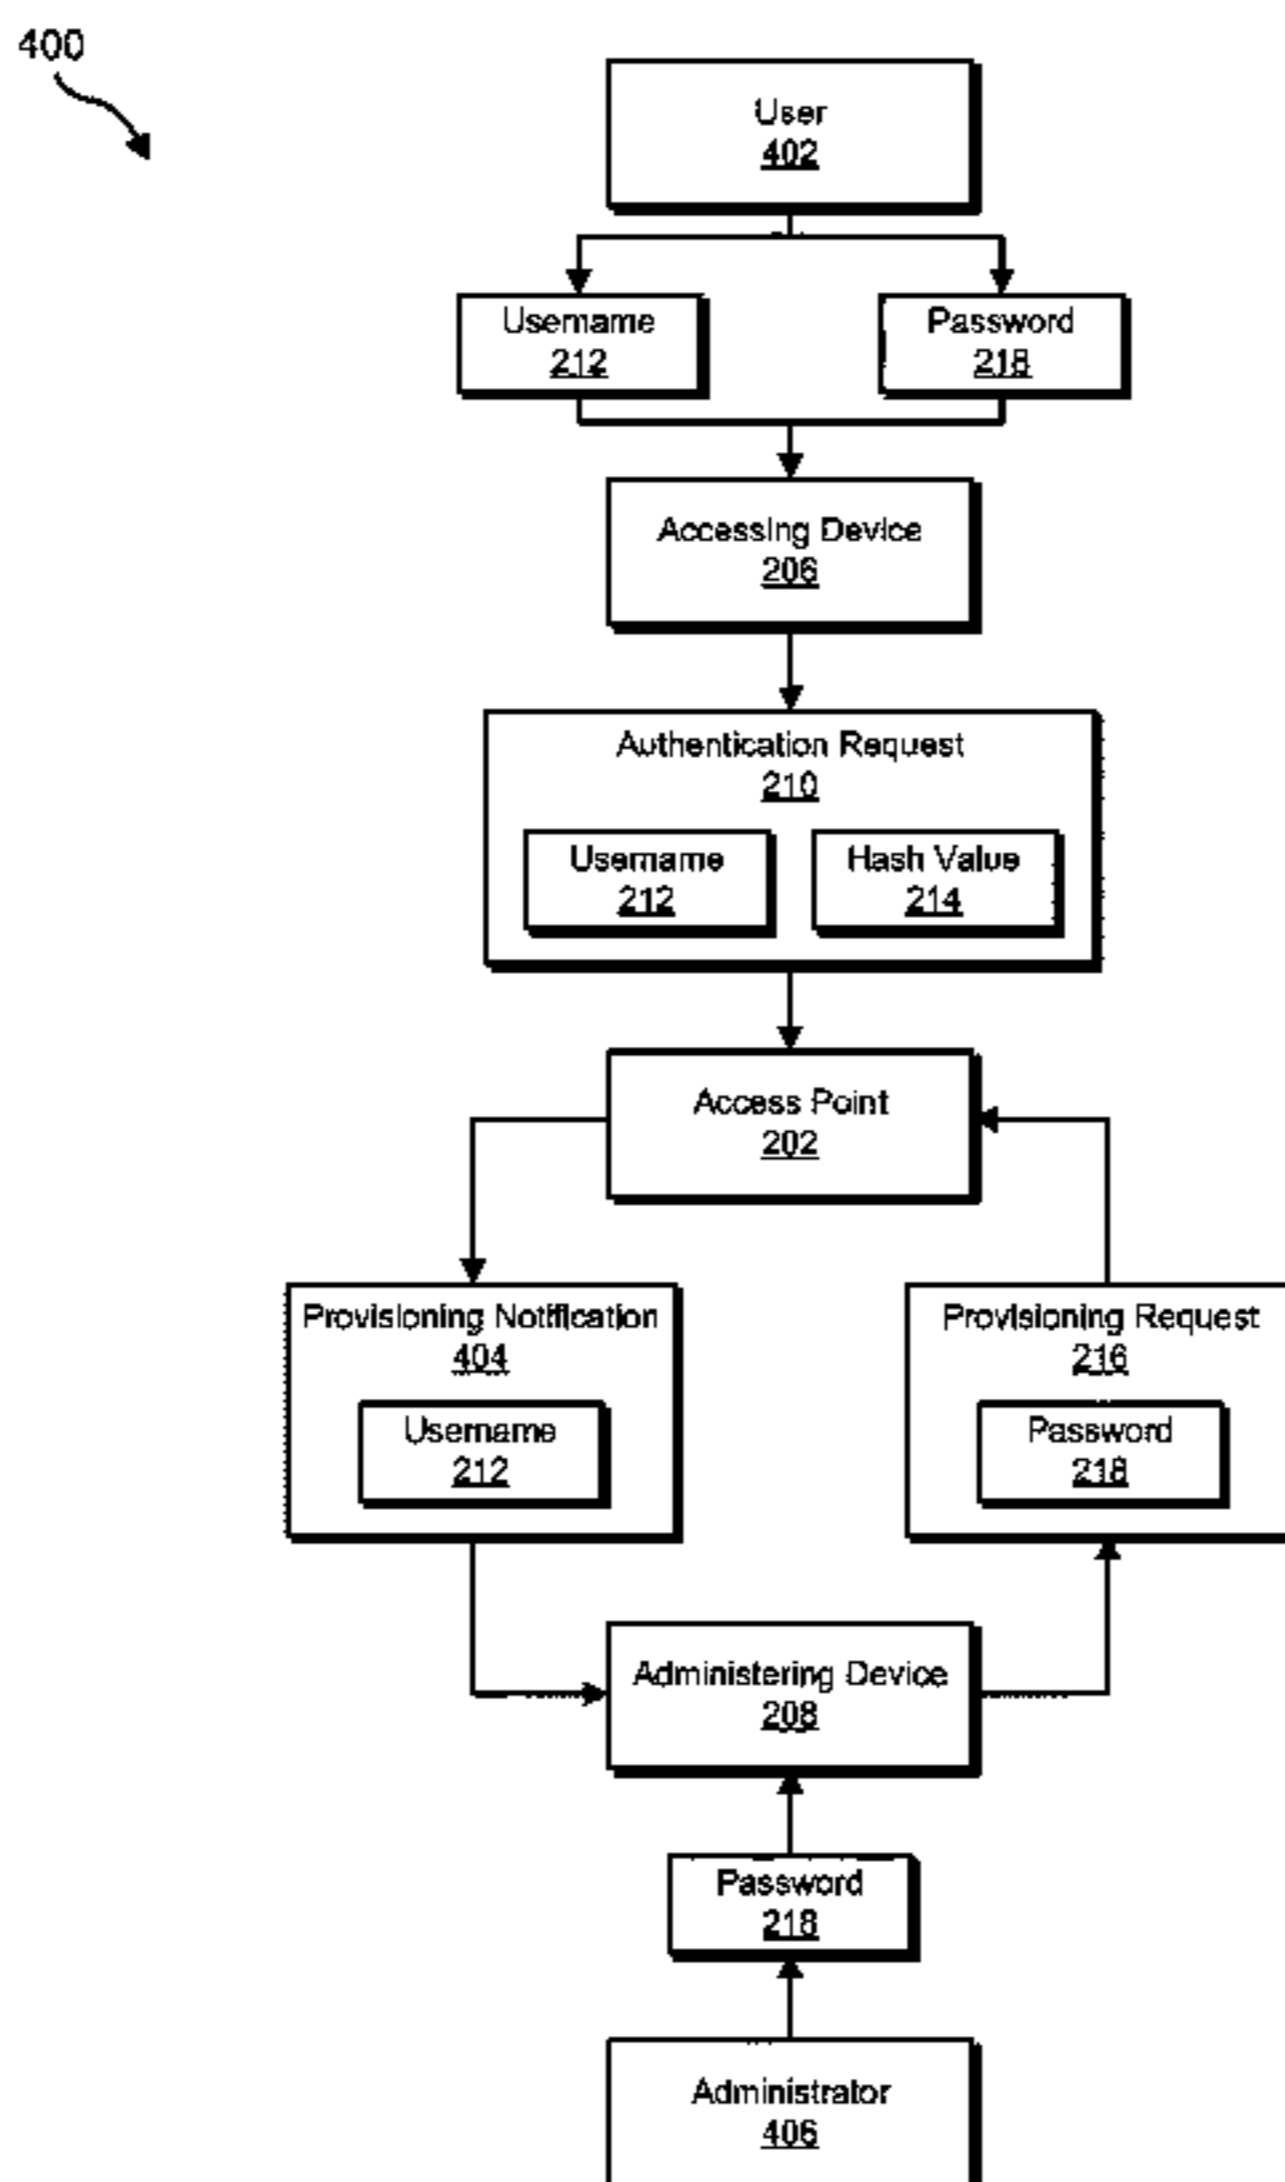 400
User
402
Username
212
Password
218
Accessing Device
206
Authentication Request
210
Username
212
Hash Value
214
Access Point
202
Provisioning Notification
404
Username
212
Provisioning Request
216
Password
218
Administering Device
208
Password
218
Administrator
406